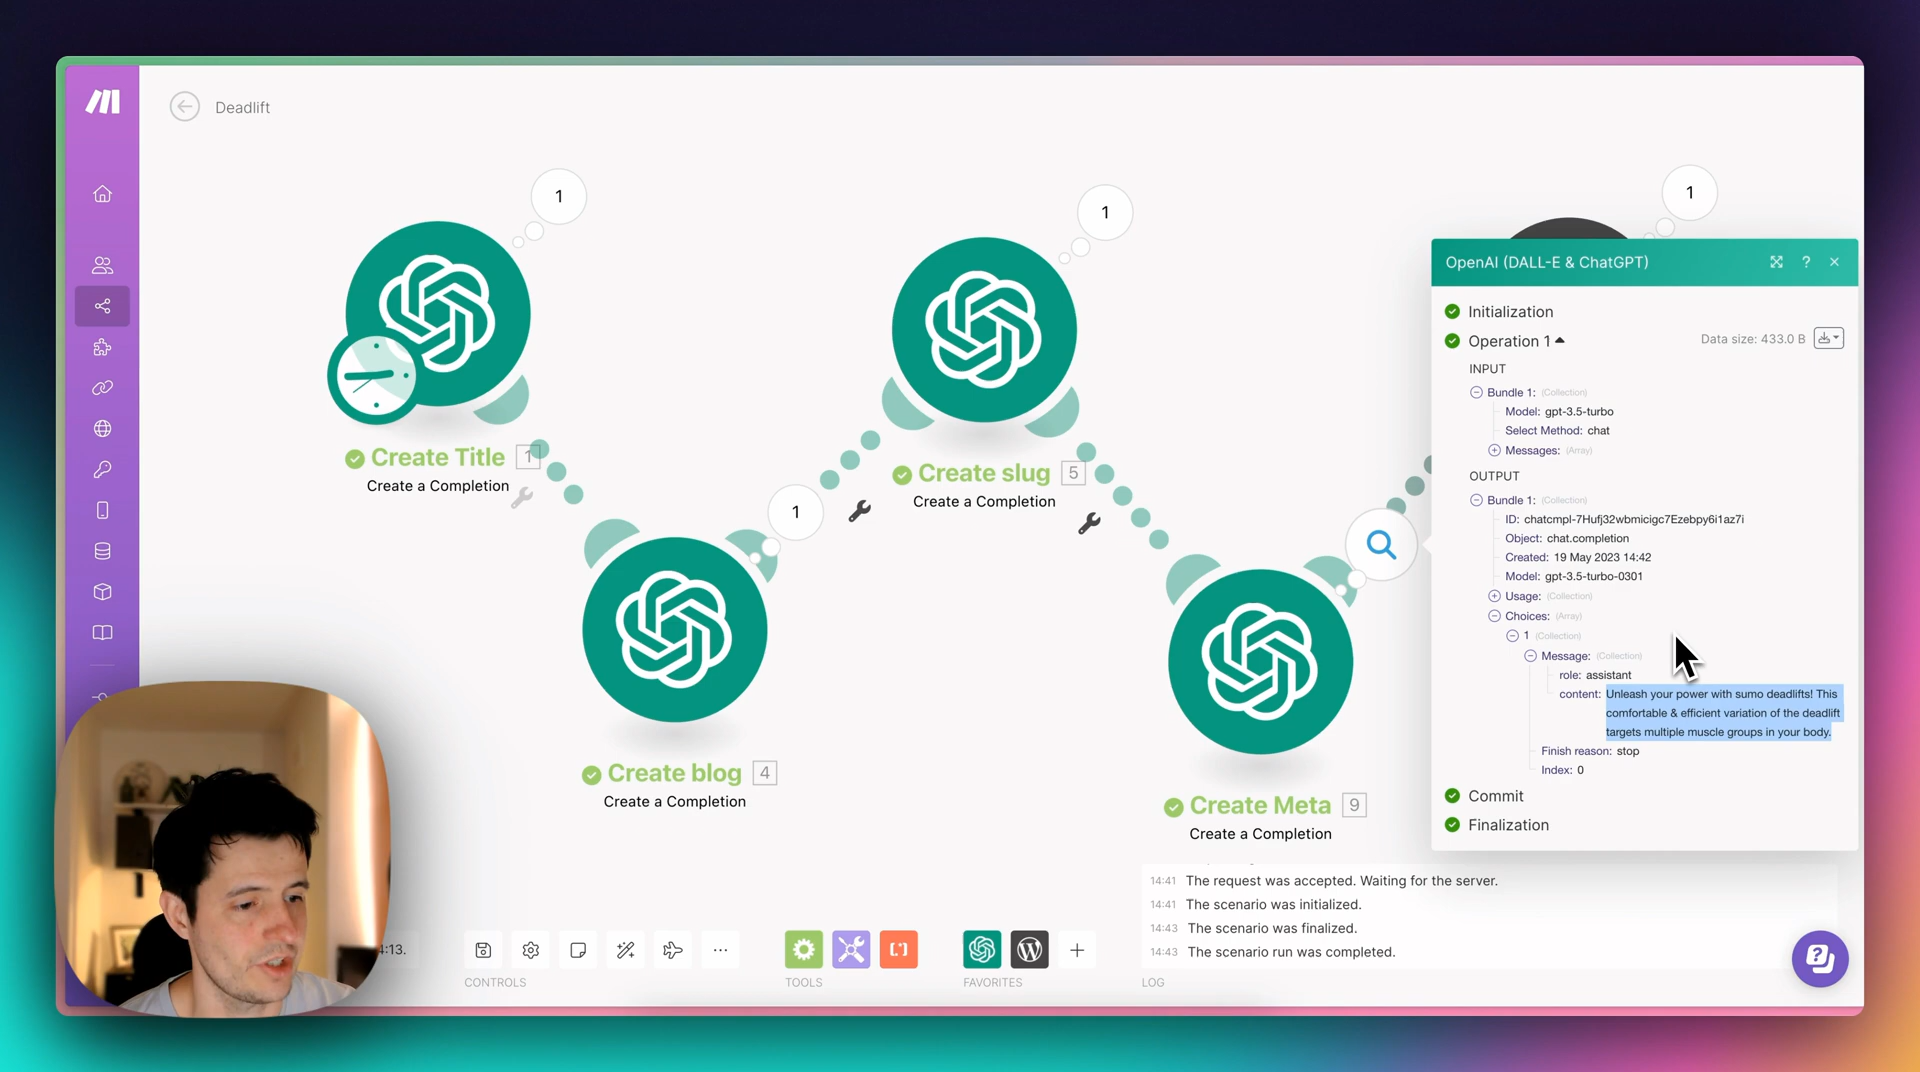 Deadlift
1
1
1
Create Title 1
Create a Completion
Create slug 5
Create a Completion
1
Create blog 4
Create a Completion
Create Meta 9
Create a Completion
OpenAI (DALL-E & ChatGPT) ?
Initialization
Operation 1 Data size: 433.0 B
INPUT
Bundle 1: (Collection)
Model: gpt-3.5-turbo
Select Method: chat
Messages: (Array)
OUTPUT
Bundle 1: (Collection)
ID: chatcmpl-7Hufj32wbmicigc7Ezebpy6i1az7i
Object: chat.completion
Created: 19 May 2023 14:42
Model: gpt-3.5-turbo-0301
Usage: (Collection)
Choices: (Array)
1 (Collection)
Message: (Collection)
role: assistant
content: Unleash your power with sumo deadlifts! This
comfortable & efficient variation of the deadlift
targets multiple muscle groups in your body.
Finish reason: stop
Index: 0
Commit
Finalization
14:41 The request was accepted. Waiting for the server.
14:41 The scenario was initialized.
14:43 The scenario was finalized.
14:43 The scenario run was completed.
4:13.
CONTROLS
TOOLS
FAVORITES
LOG